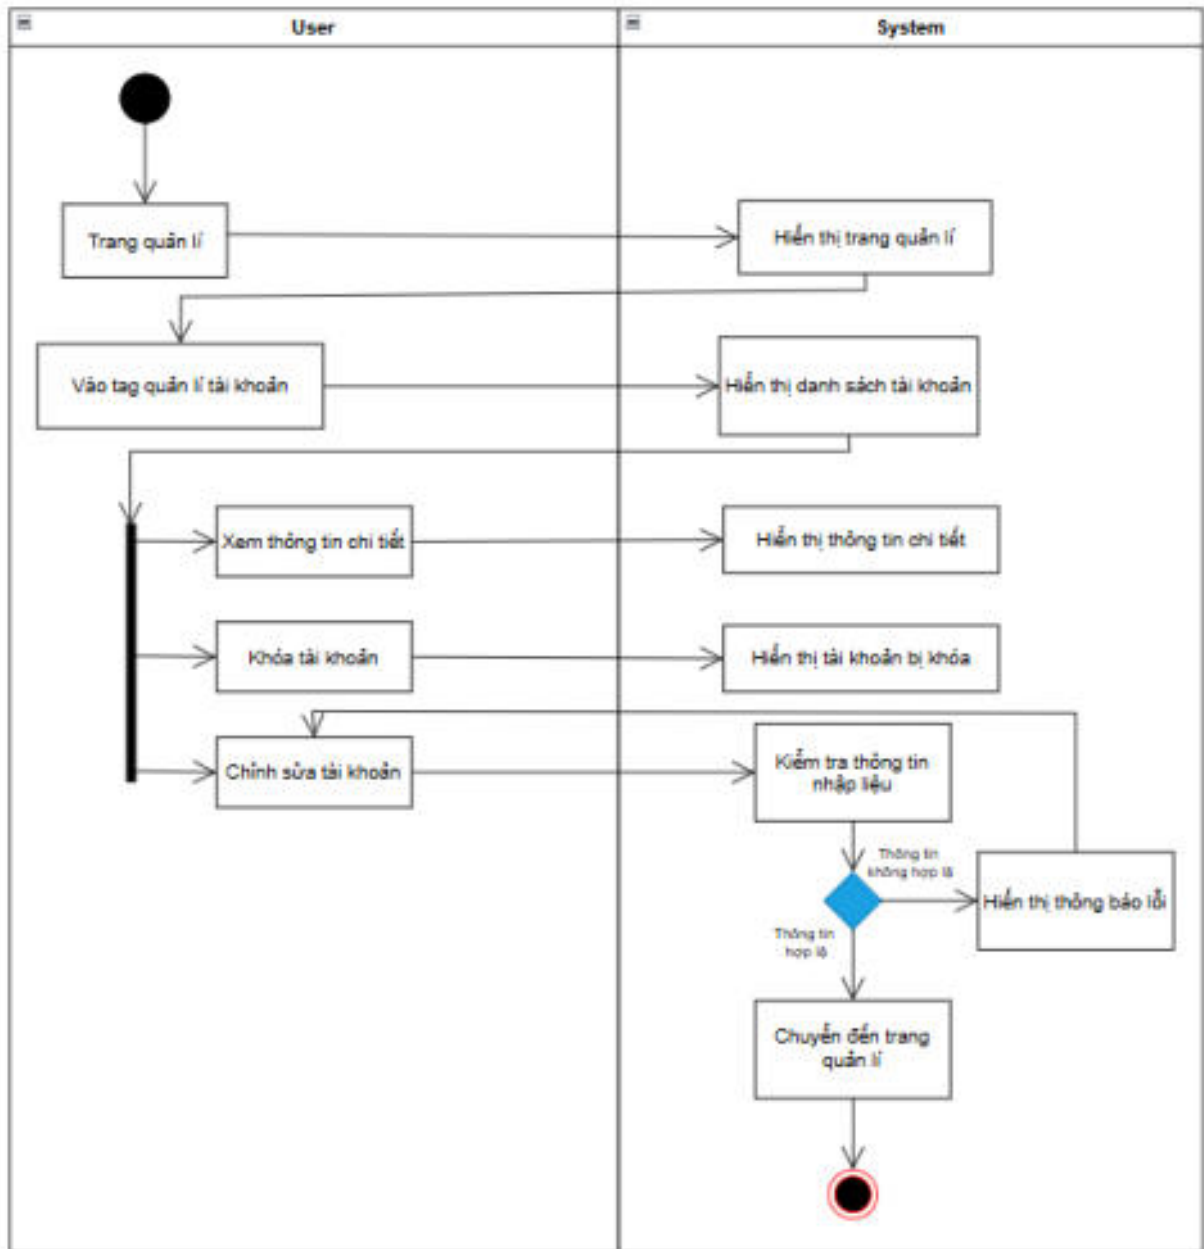 User
System
Trang quản lí
Hiển thị trang quản lí
Vào tag quản lí tài khoản
Hiển thị danh sách tài khoản
Xem thông tin chi tiết
Hiển thị thông tin chi tiết
Khóa tài khoản
Hiển thị tài khoản bị khóa
Chỉnh sửa tài khoản
Kiểm tra thông tin
nhập liệu
Thông tin
không hợp lệ
Hiển thị thông báo lỗi
Thông tin
hợp lệ
Chuyển đến trang
quản lí